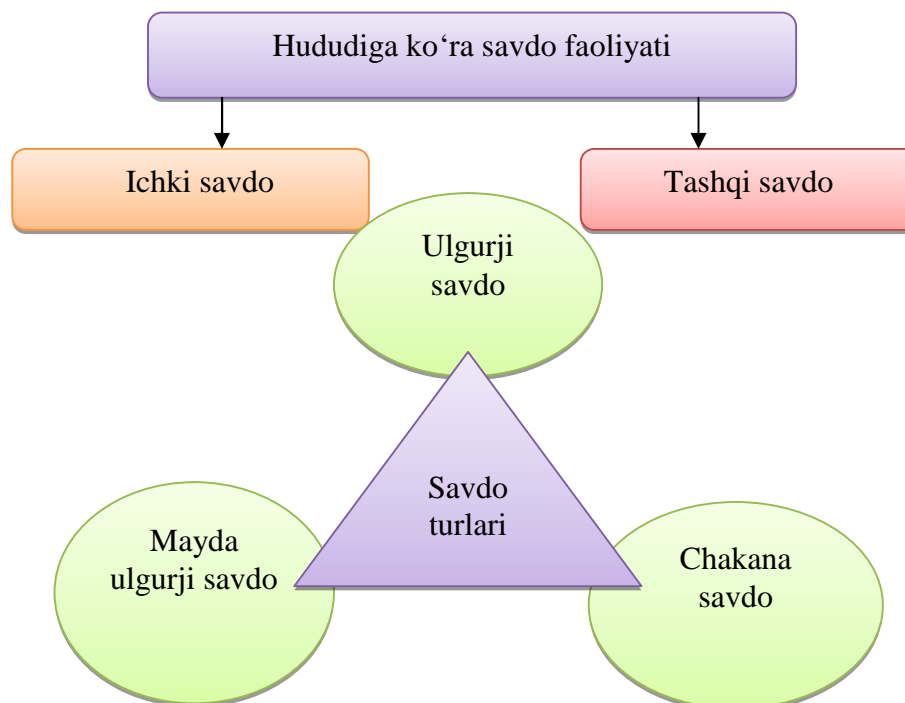 Hududiga ko‘ra savdo faoliyati
Ichki savdo
Tashqi savdo
Ulgurji
savdo
Savdo
turlari
Mayda
ulgurji savdo
Chakana
savdo